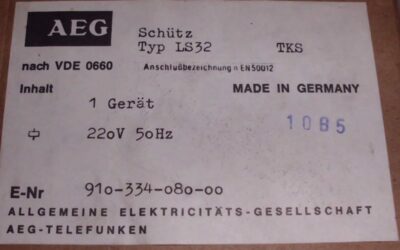 AEG
Schütz
Typ LS32 TKS
nach VDE 0660 Anschlußbezeichnung n EN50012
Inhalt MADE IN GERMANY
1 Gerät
1085
220V 50Hz
E-Nr 910-334-080-00
ALLGEMEINE ELEKTRICITÄTS-GESELLSCHAFT
AEG-TELEFUNKEN